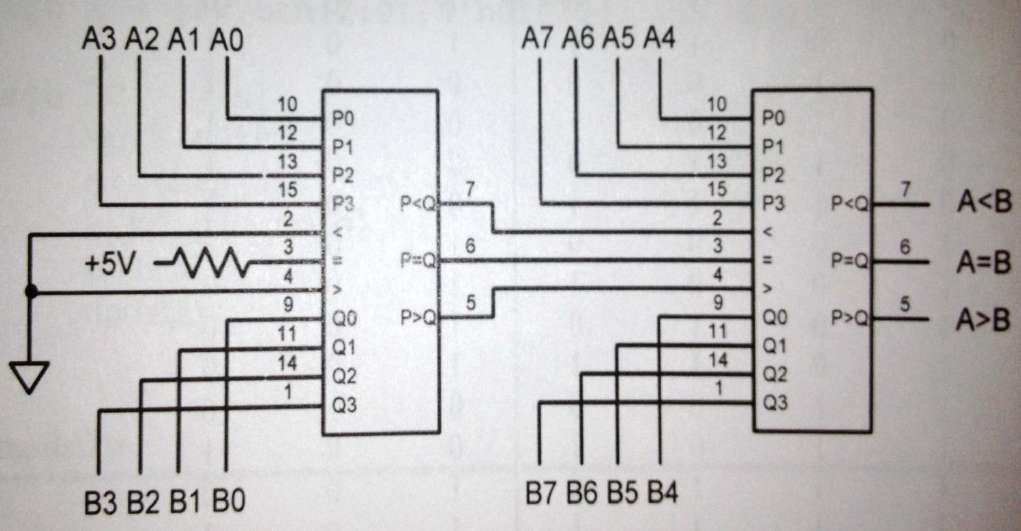 A3 A2 A1 A0
A7 A6 A5 A4
10 P0
12 P1
13 P2
15 P3
2 <
+5V 3 =
4 >
9 Q0
11 Q1
14 Q2
1 Q3
P<Q 7
P=Q 6
P>Q 5
10 P0
12 P1
13 P2
15 P3
2 <
3 =
4 >
9 Q0
11 Q1
14 Q2
1 Q3
P<Q 7 A<B
P=Q 6 A=B
P>Q 5 A>B
B3 B2 B1 B0
B7 B6 B5 B4